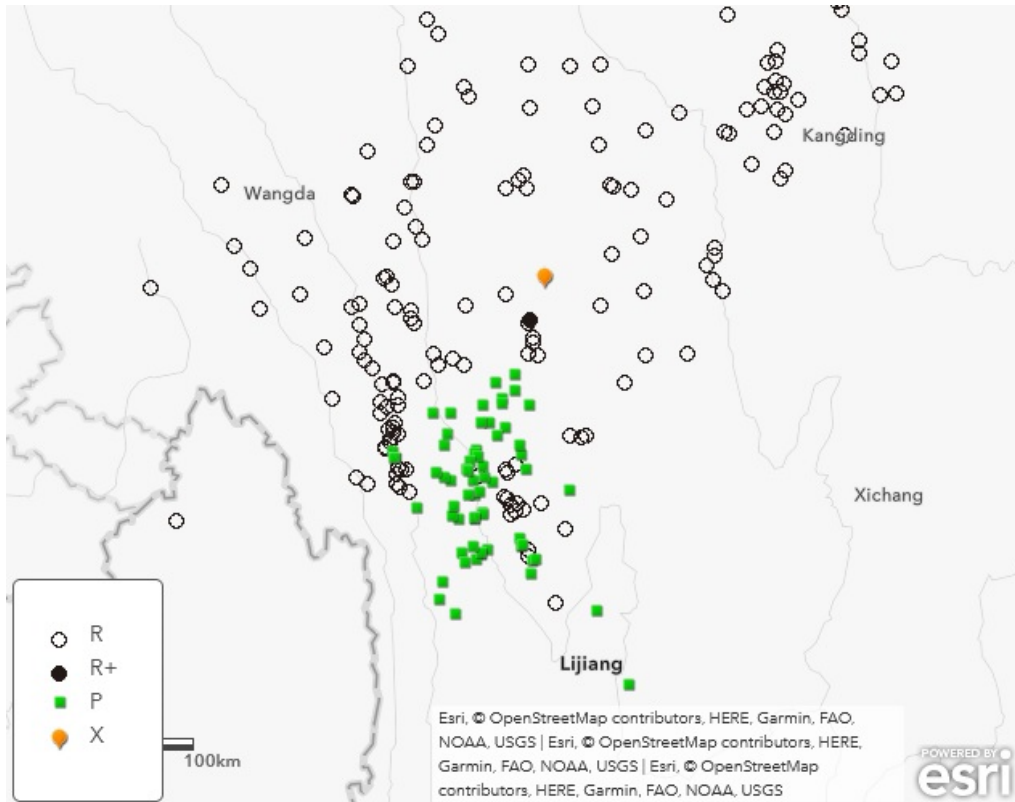 Kangding
Wangda
Xichang
R
R+
P
X
Lijiang
100km
Esri, © OpenStreetMap contributors, HERE, Garmin, FAO,
NOAA, USGS | Esri, © OpenStreetMap contributors, HERE,
Garmin, FAO, NOAA, USGS | Esri, © OpenStreetMap
contributors, HERE, Garmin, FAO, NOAA, USGS
POWERED BY
esri